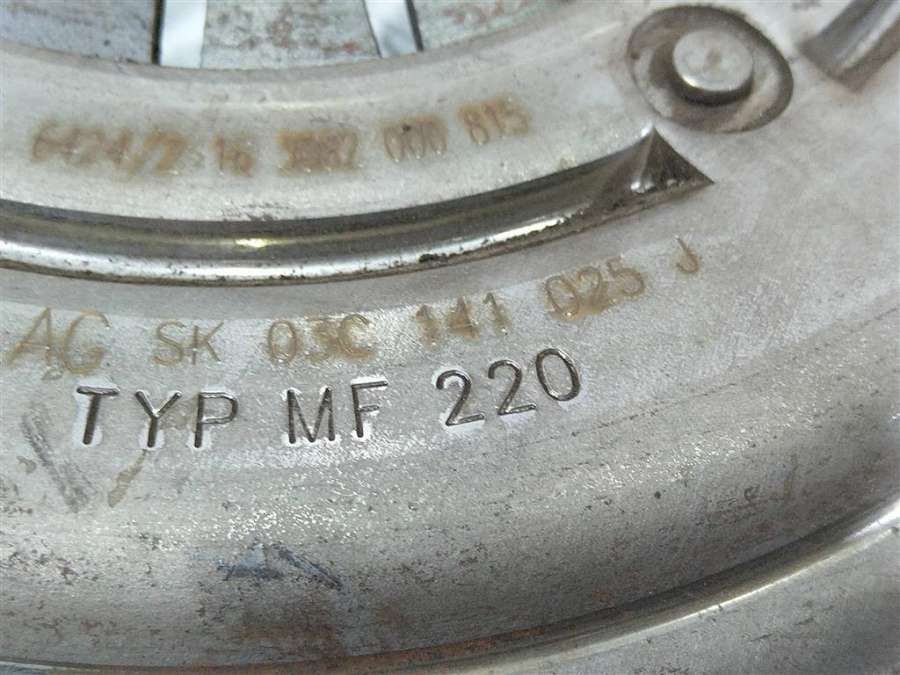 6424/2 16 3082 000 815
AG SK 03C 141 025 J
TYP MF 220